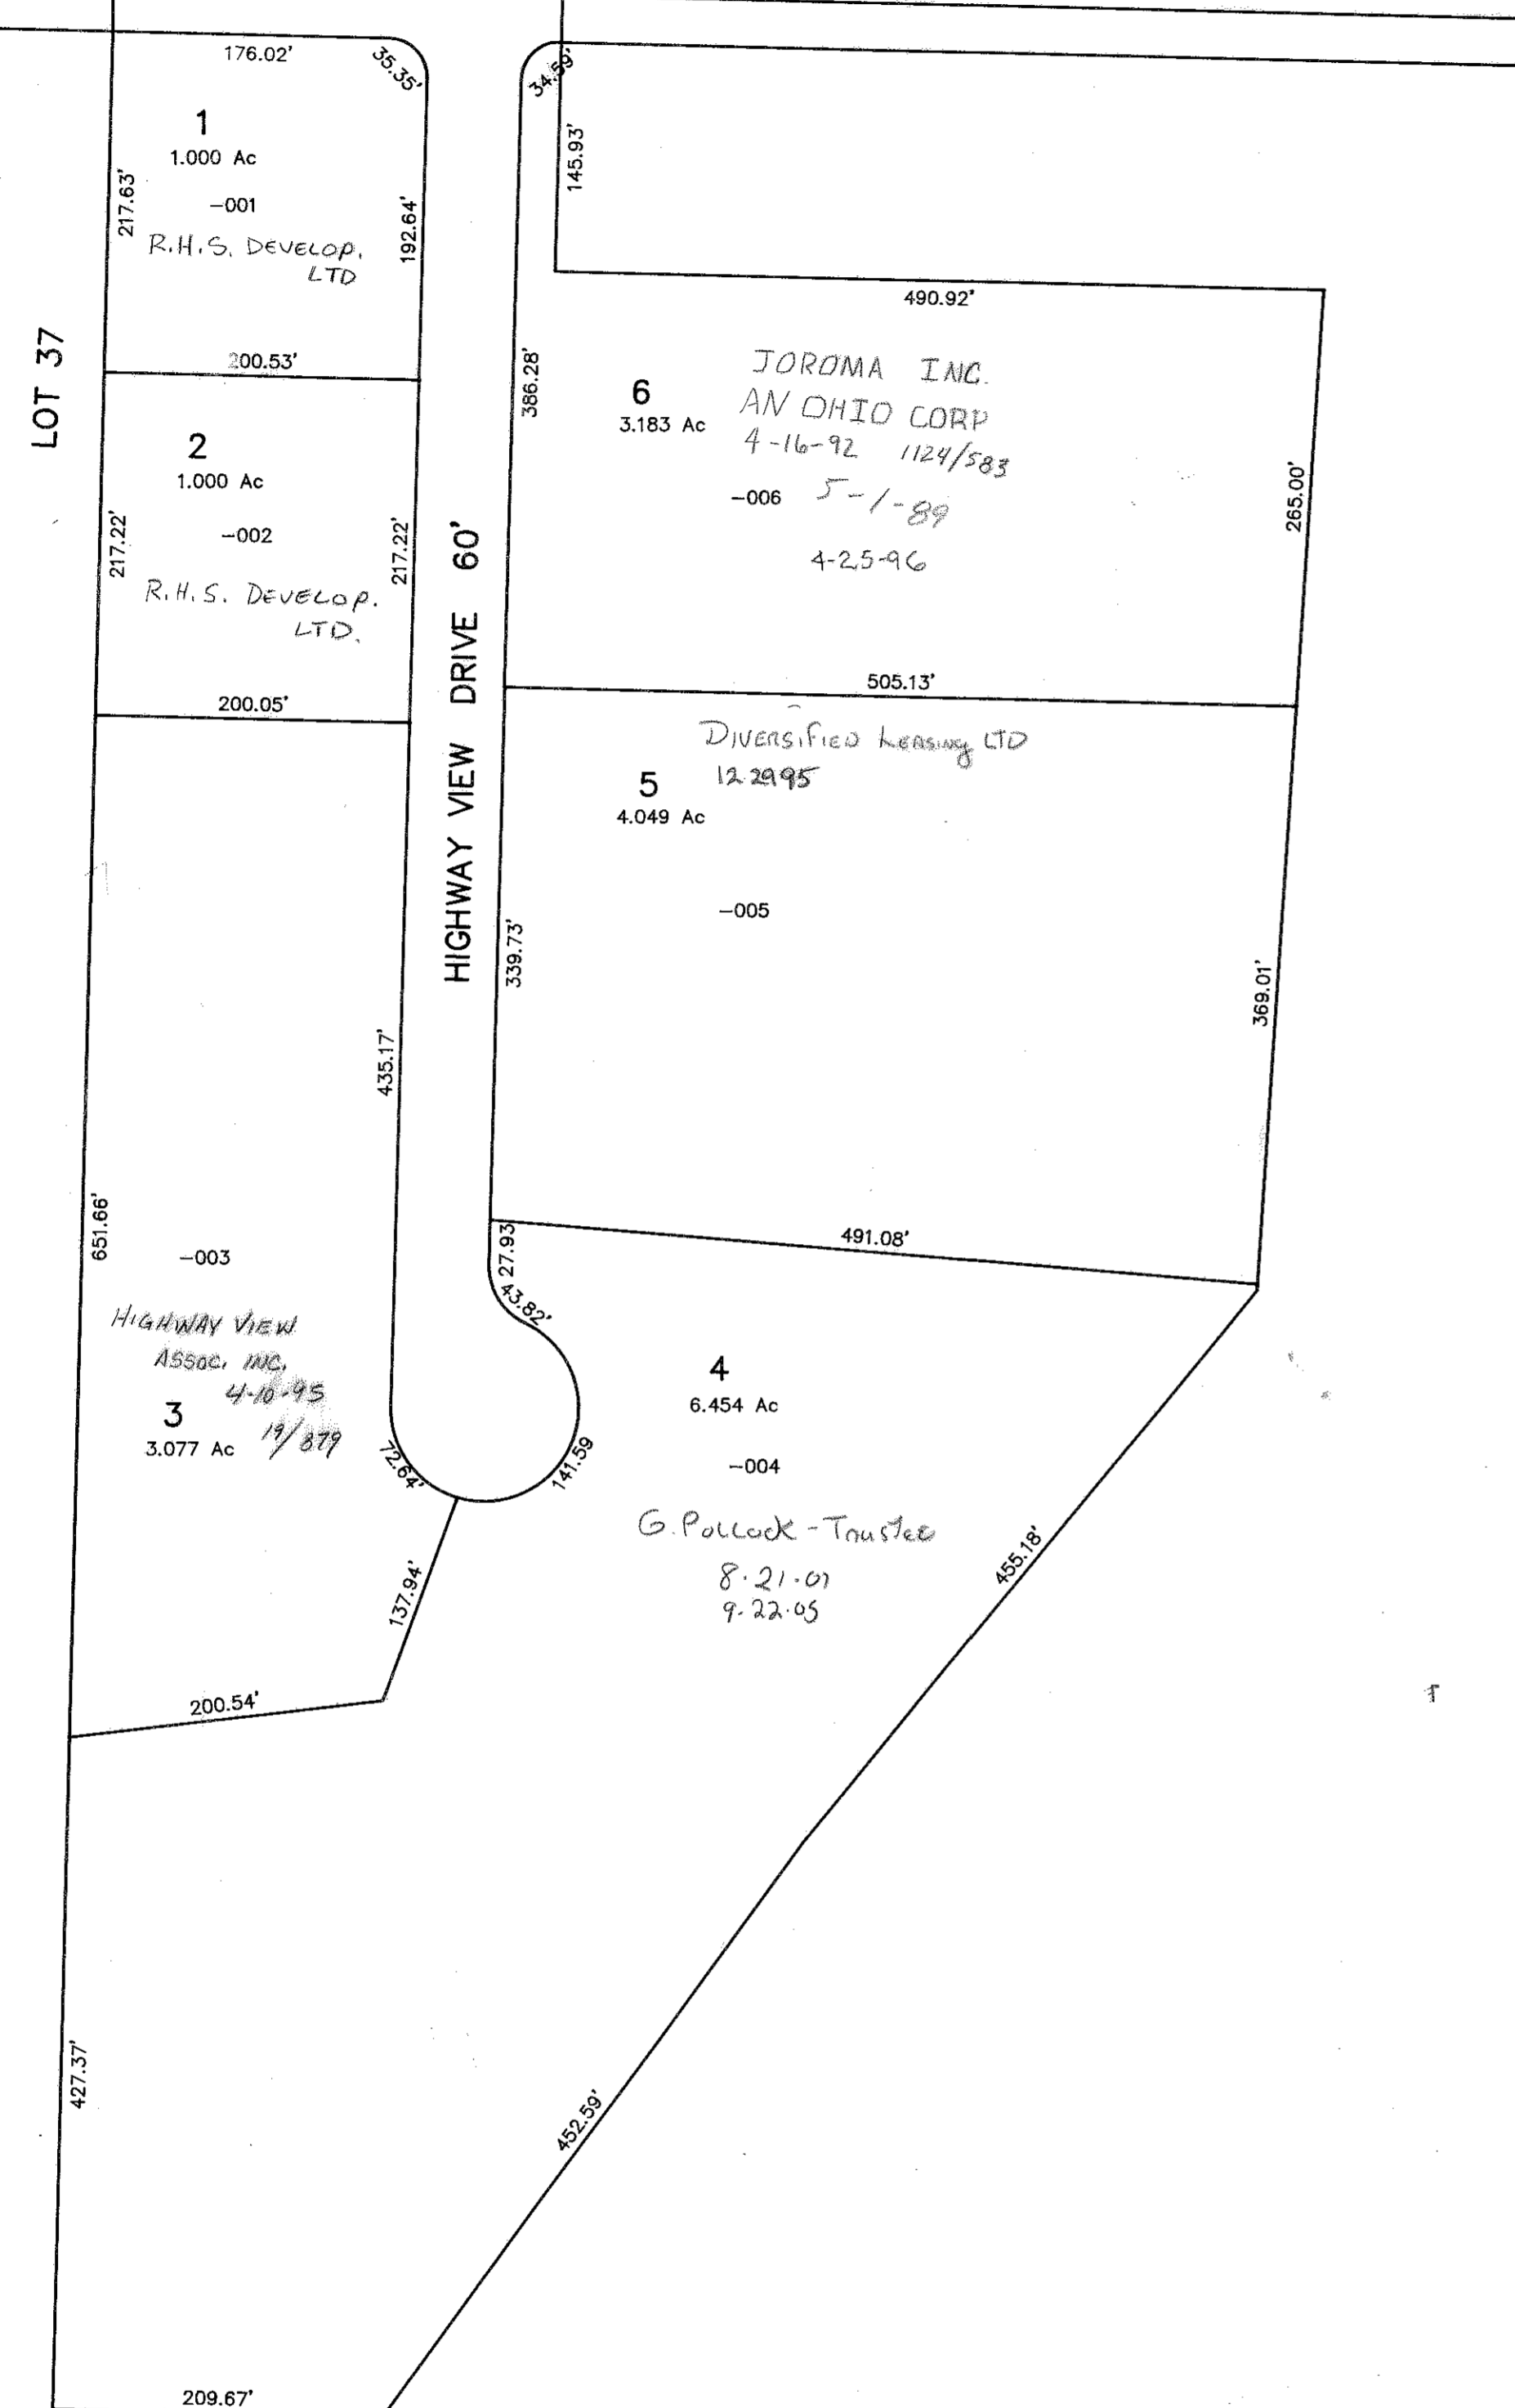 176.02'
35.35'
34.59'
1
1.000 Ac
-001
R.H.S. DEVELOP.
LTD
217.63'
192.64'
145.93'
490.92'
200.53'
LOT 37
2
1.000 Ac
-002
R.H.S. DEVELOP.
LTD.
217.22'
217.22'
200.05'
HIGHWAY VIEW DRIVE 60'
386.28'
6
3.183 Ac
JOROMA INC.
AN OHIO CORP
4-16-92 1124/583
-006 5-1-89
4-25-96
265.00'
505.13'
DIVERSIFIED LEASING LTD
12.29.95
5
4.049 Ac
-005
339.73'
369.01'
435.17'
491.08'
651.66'
-003
HIGHWAY VIEW
ASSOC. INC.
4-10-95
3
3.077 Ac 19/879
27.93
43.82'
72.64'
141.59
4
6.454 Ac
-004
G. Pollock - Trustee
8.21.01
9.22.05
137.94'
455.18'
200.54'
427.37'
452.59'
209.67'